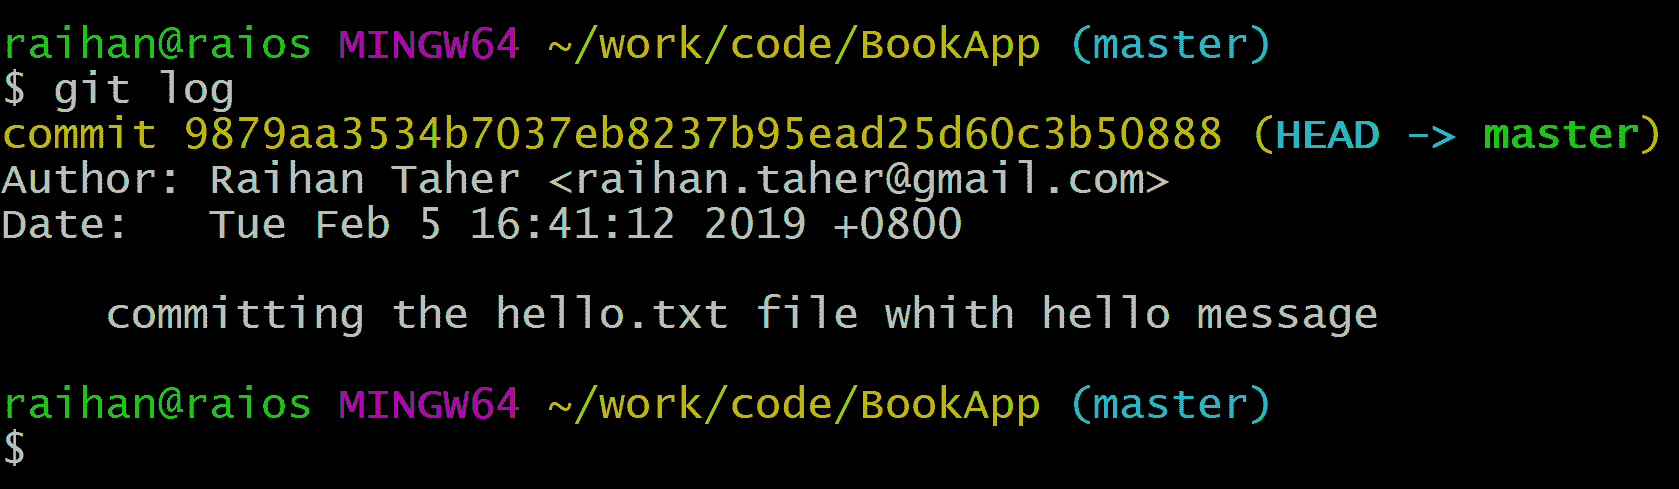 raihan@raios MINGW64 ~/work/code/BookApp (master)
$ git log
commit 9879aa3534b7037eb8237b95ead25d60c3b50888 (HEAD -> master)
Author: Raihan Taher <raihan.taher@gmail.com>
Date:   Tue Feb 5 16:41:12 2019 +0800
    committing the hello.txt file whith hello message
raihan@raios MINGW64 ~/work/code/BookApp (master)
$